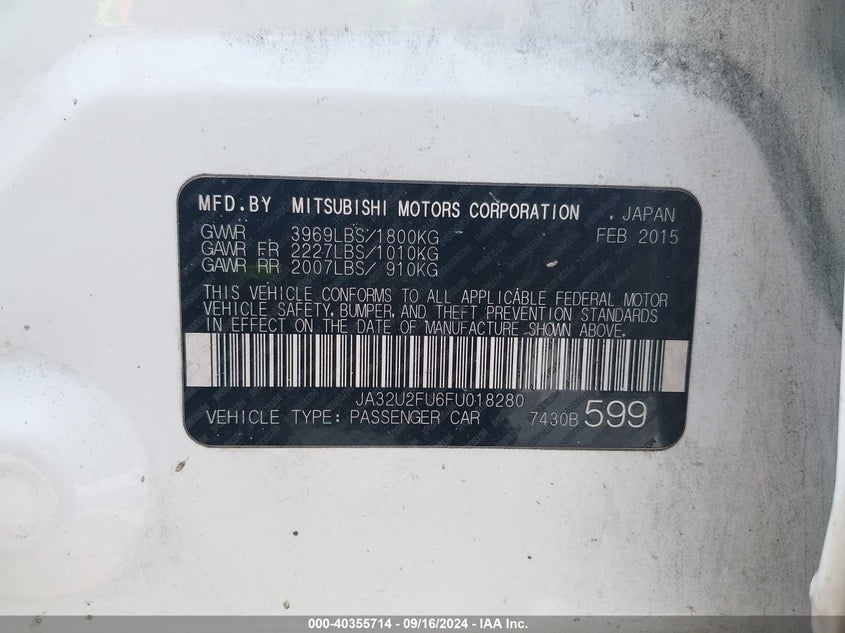 MFD.BY MITSUBISHI MOTORS CORPORATION , JAPAN
GVWR 3969LBS/1800KG FEB 2015
GAWR FR 2227LBS/1010KG
GAWR RR 2007LBS/ 910KG
THIS VEHICLE CONFORMS TO ALL APPLICABLE FEDERAL MOTOR
VEHICLE SAFETY, BUMPER, AND THEFT PREVENTION STANDARDS
IN EFFECT ON THE DATE OF MANUFACTURE SHOWN ABOVE.
JA32U2FU6FU018280
VEHICLE TYPE: PASSENGER CAR 7430B 599
000-40355714 - 09/16/2024 - IAA Inc.